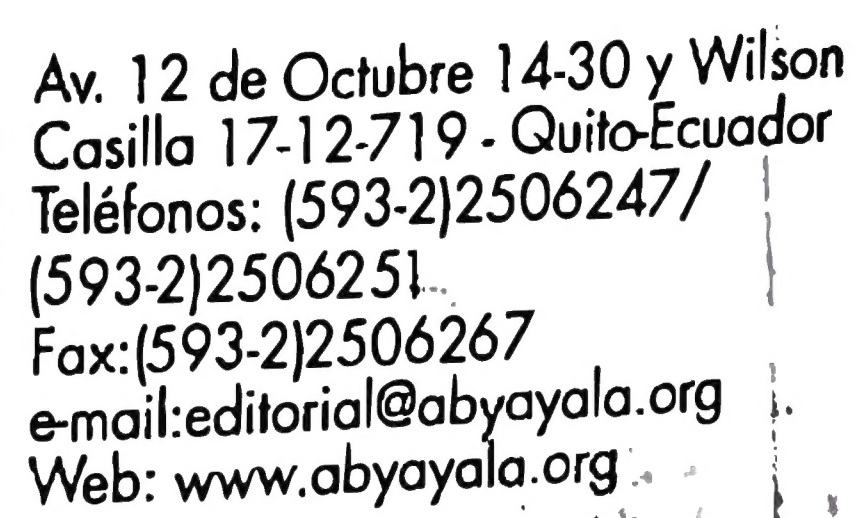 Av. 12 de Octubre 14-30 y Wilson
Casilla 17-12-719 - Quito-Ecuador
Teléfonos: (593-2)2506247/
(593-2)2506251
Fax:(593-2)2506267
e-mail:editorial@abyayala.org
Web: www.abyayala.org